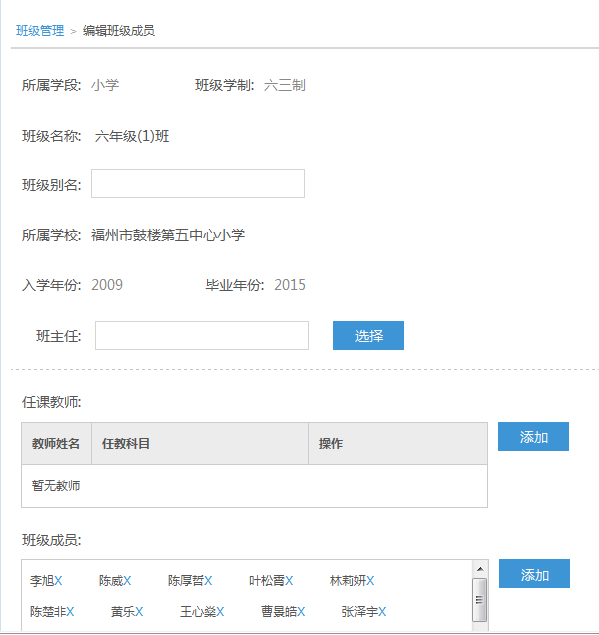 班级管理 > 编辑班级成员
所属学段: 小学 班级学制: 六三制
班级名称: 六年级(1)班
班级别名:
所属学校: 福州市鼓楼第五中心小学
入学年份: 2009 毕业年份: 2015
班主任: 选择
任课教师:
教师姓名 任教科目 操作 添加
暂无教师
班级成员:
李旭X 陈威X 陈厚哲X 叶松霞X 林莉妍X 添加
陈楚非X 黄乐X 王心燊X 曹景皓X 张泽宇X